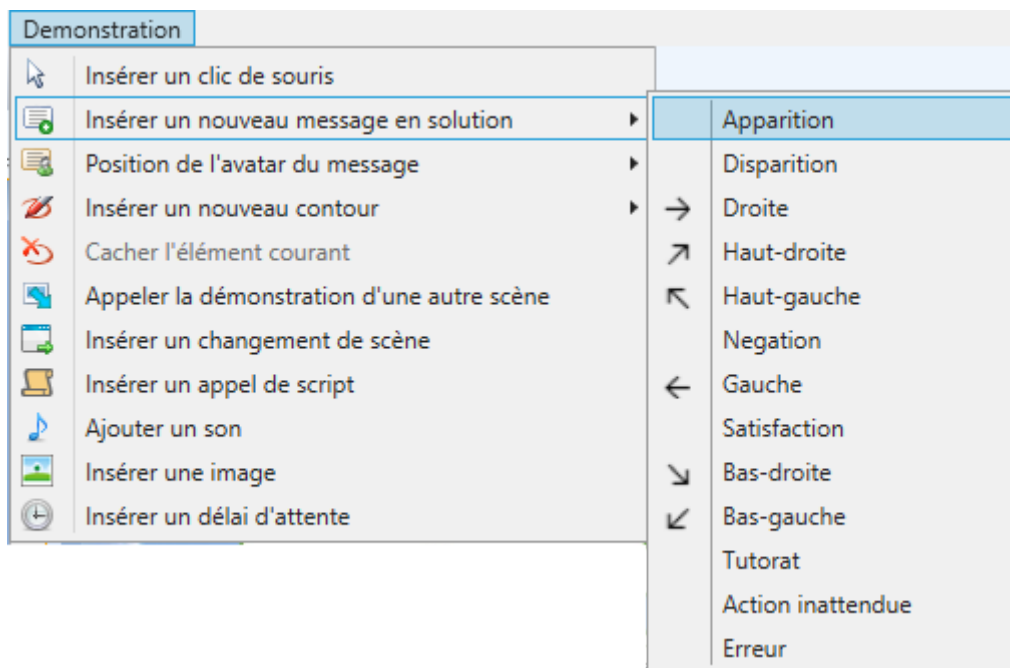 Demonstration
Insérer un clic de souris
Insérer un nouveau message en solution
Position de l'avatar du message
Insérer un nouveau contour
Cacher l'élément courant
Appeler la démonstration d'une autre scène
Insérer un changement de scène
Insérer un appel de script
Ajouter un son
Insérer une image
Insérer un délai d'attente
Apparition
Disparition
Droite
Haut-droite
Haut-gauche
Negation
Gauche
Satisfaction
Bas-droite
Bas-gauche
Tutorat
Action inattendue
Erreur